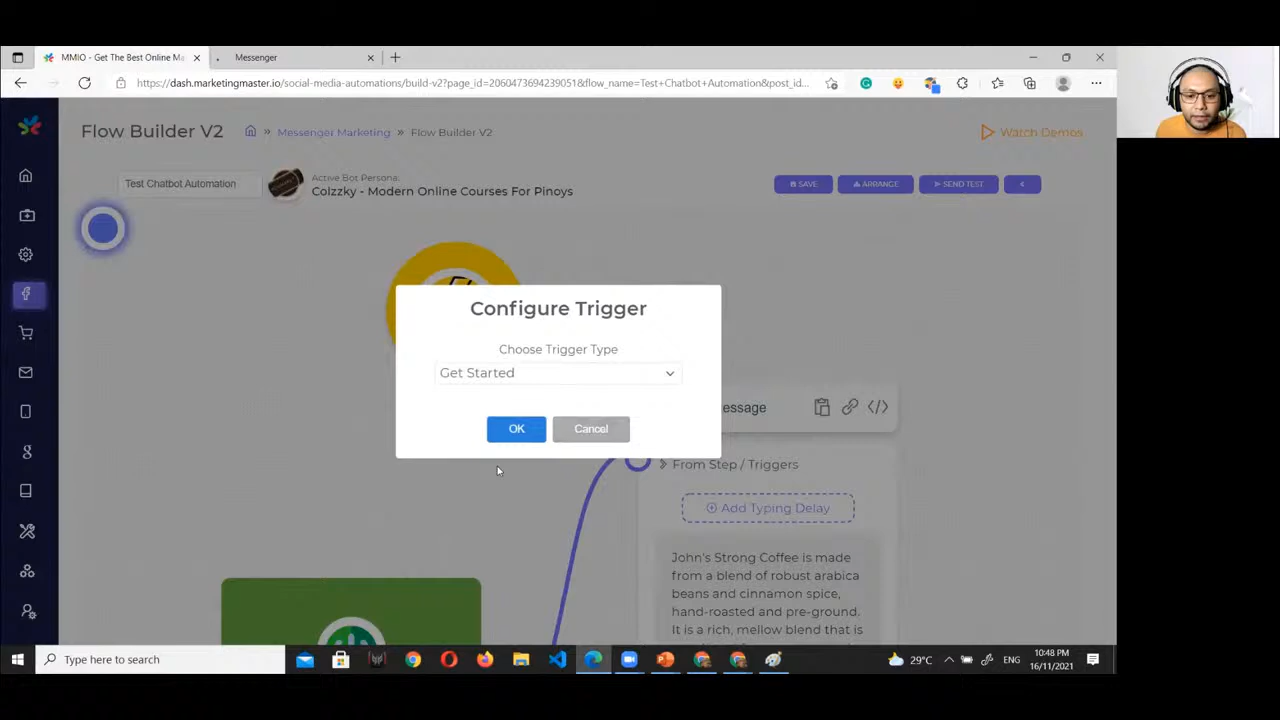 MMIO - Get The Best Online Ma
Messenger
https://dash.marketingmaster.io/social-media-automations/build-v2?page_id=2060473694239051&flow_name=Test+Chatbot+Automation&post_id...
Flow Builder V2
» Messenger Marketing » Flow Builder V2
Watch Demos
Test Chatbot Automation
Active Bot Persona:
Colzzky - Modern Online Courses For Pinoys
SAVE
ARRANGE
SEND TEST
Configure Trigger
Choose Trigger Type
Get Started
OK
Cancel
essage
From Step / Triggers
Add Typing Delay
John's Strong Coffee is made
from a blend of robust arabica
beans and cinnamon spice,
hand-roasted and pre-ground.
It is a rich, mellow blend that is
Type here to search
29°C
ENG
10:48 PM
16/11/2021